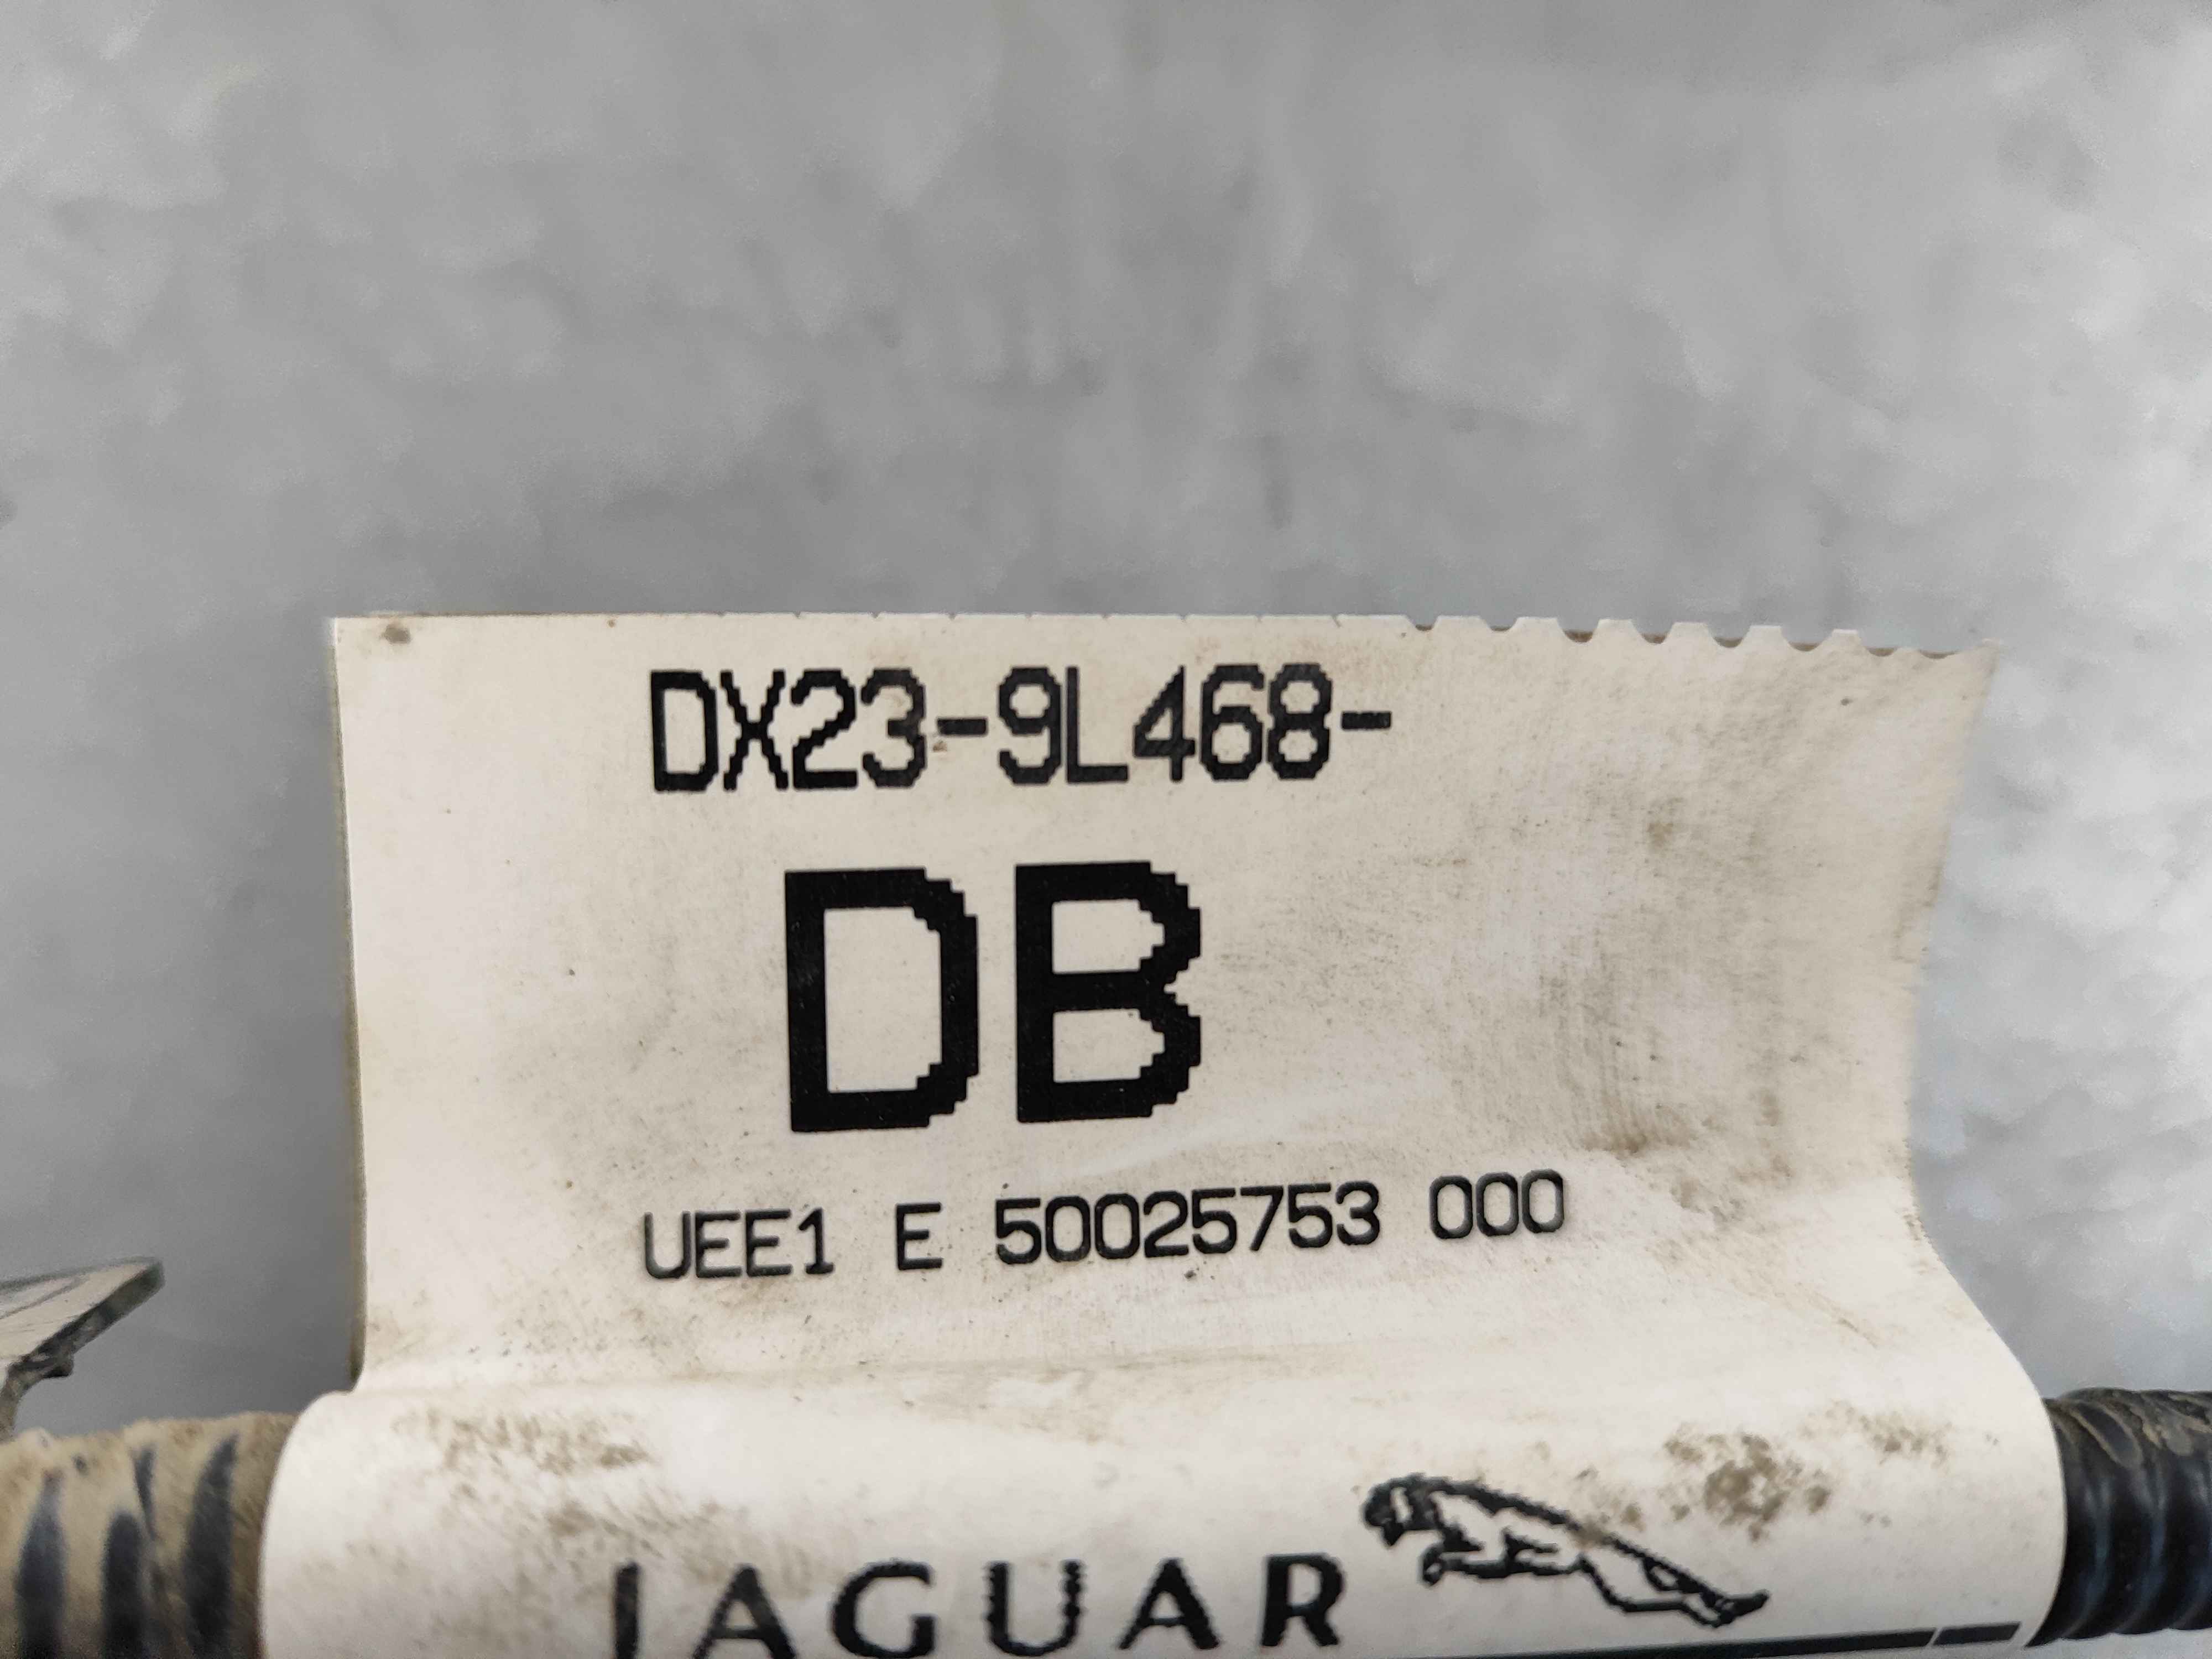 DX23-9L468-
DB
UEE1 E 50025753 000
JAGUAR